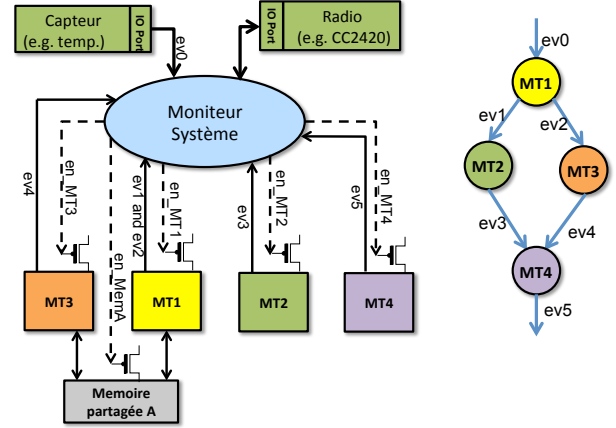 Capteur
(e.g. temp.)
IO Port
IO Port
Radio
(e.g. CC2420)
ev0
ev0
MT1
Moniteur
Système
ev1
ev2
MT2
MT3
ev4
en_MT3
en_MemA
ev1 and ev2
en_MT1
ev3
en_MT2
ev5
en_MT4
ev3
ev4
MT4
MT3
MT1
MT2
MT4
ev5
Memoire
partagée A